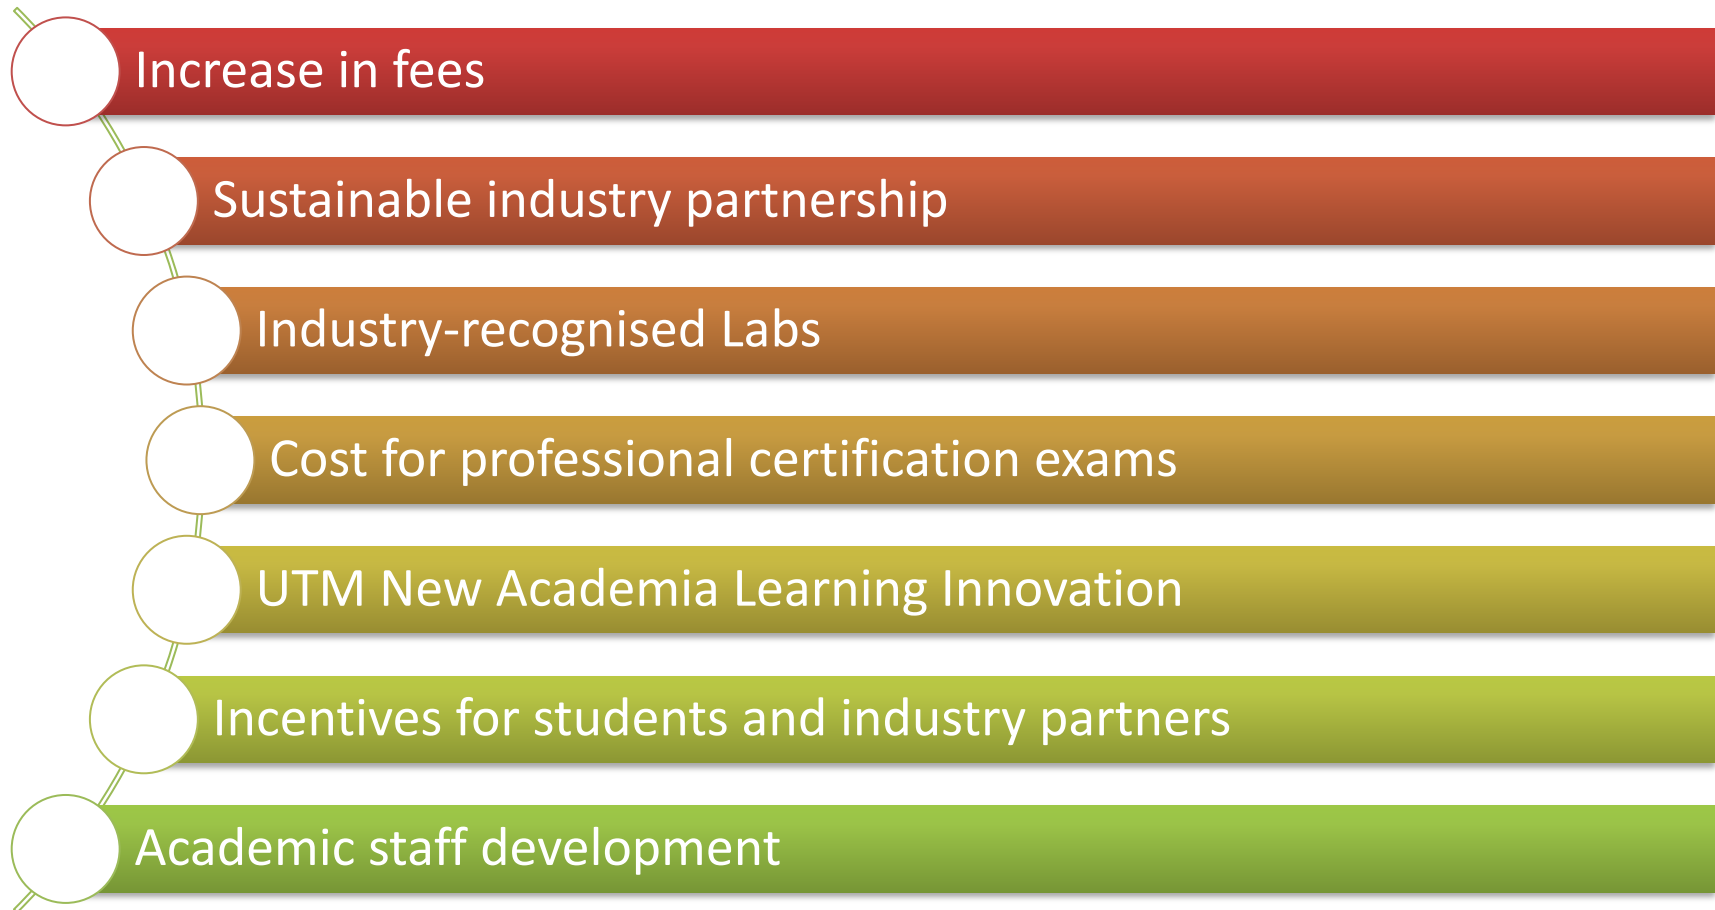 Increase in fees
Sustainable industry partnership
Industry-recognised Labs
Cost for professional certification exams
UTM New Academia Learning Innovation
Incentives for students and industry partners
Academic staff development